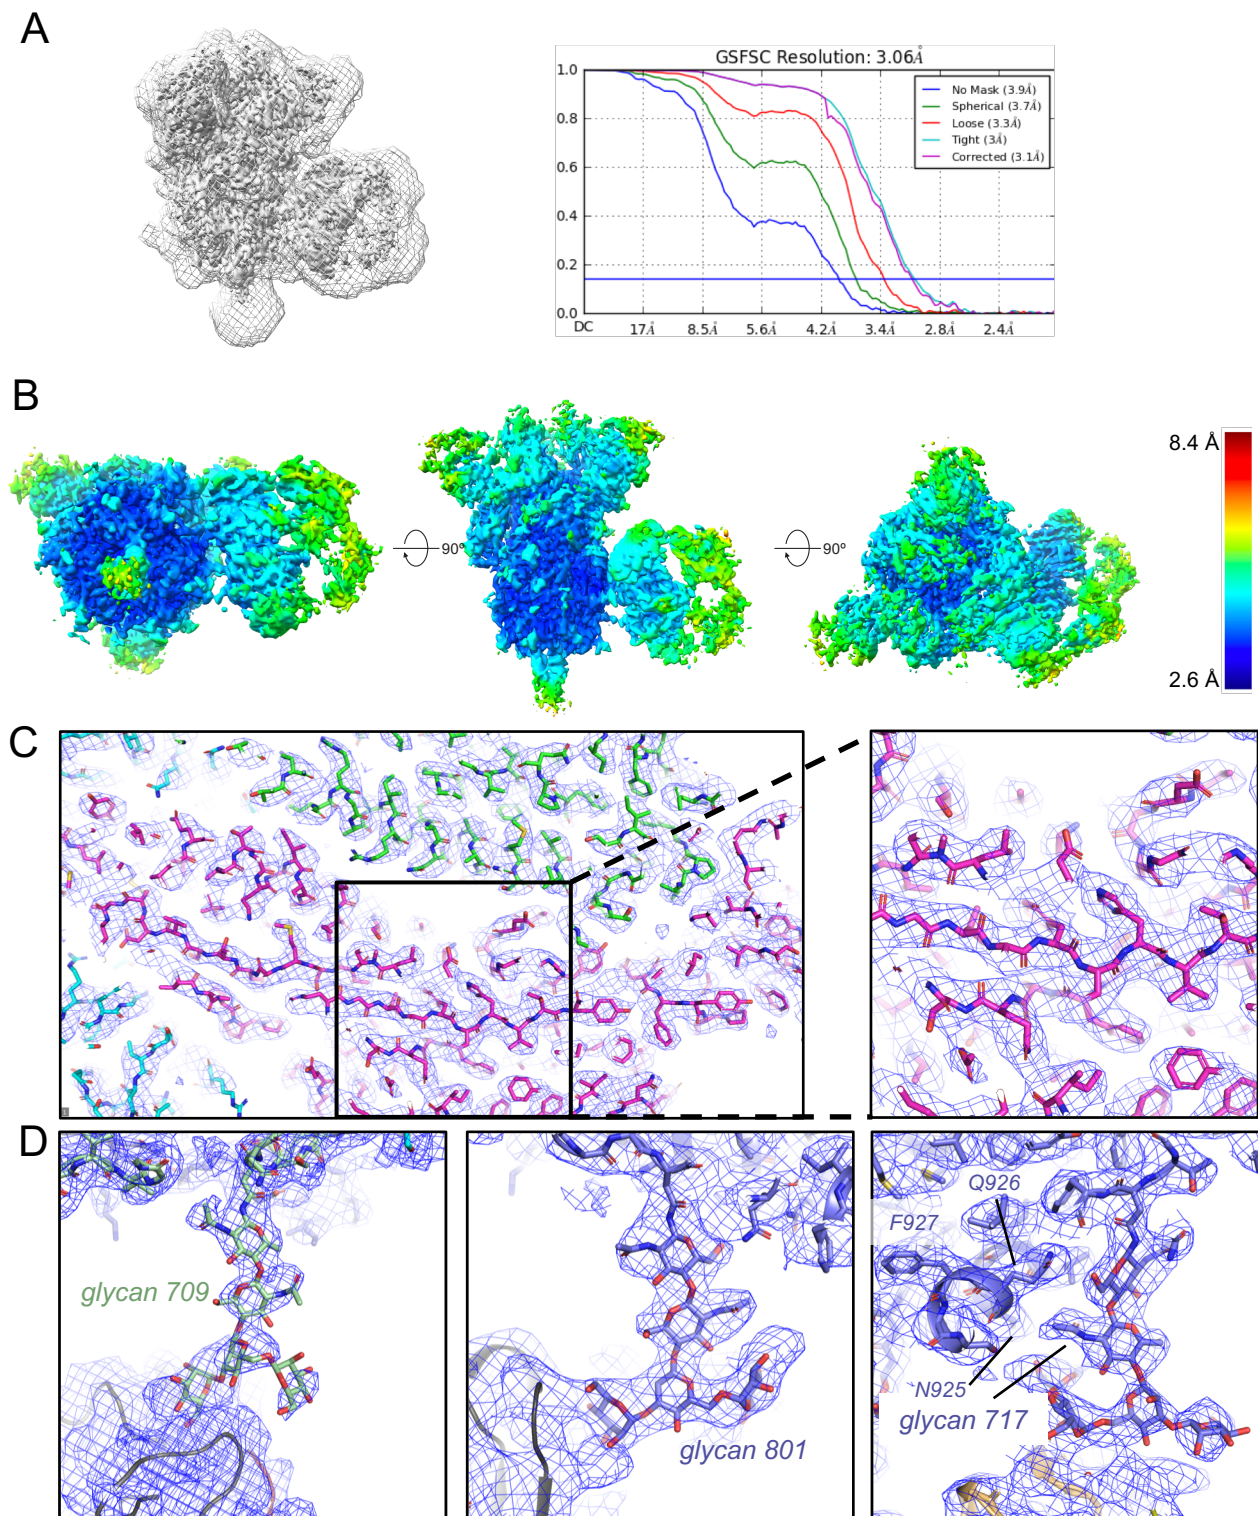 A
GSFSC Resolution: 3.06Å
1.0
0.8
0.6
0.4
0.2
0.0
No Mask (3.9Å)
Spherical (3.7Å)
Loose (3.3Å)
Tight (3Å)
Corrected (3.1Å)
DC 17Å 8.5Å 5.6Å 4.2Å 3.4Å 2.8Å 2.4Å
B
90º
90º
8.4 Å
2.6 Å
C
D
glycan 709
glycan 801
Q926
F927
N925
glycan 717